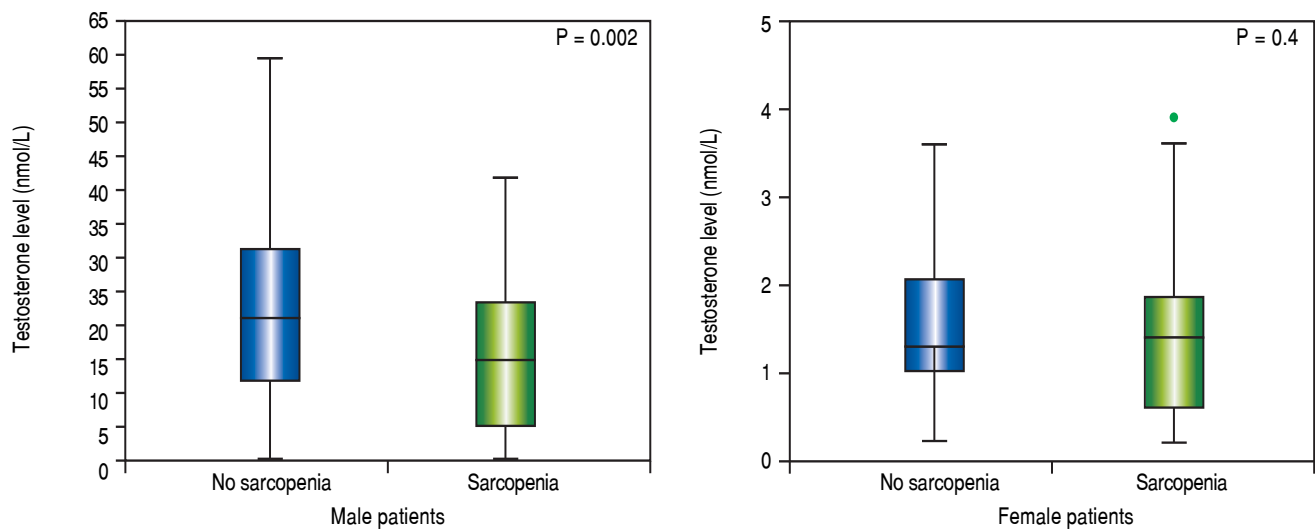 Testosterone level (nmol/L)
65
60
55
50
45
40
35
30
25
20
15
10
5
0
P = 0.002
No sarcopenia
Sarcopenia
Male patients
Testosterone level (nmol/L)
5
4
3
2
1
0
P = 0.4
No sarcopenia
Sarcopenia
Female patients